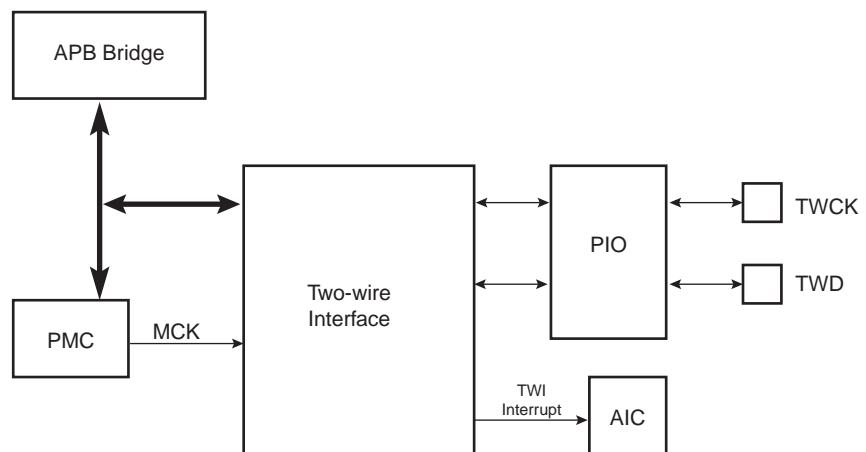 APB Bridge
TWCK
PIO
TWD
Two-wire
Interface
PMC
MCK
TWI
Interrupt
AIC